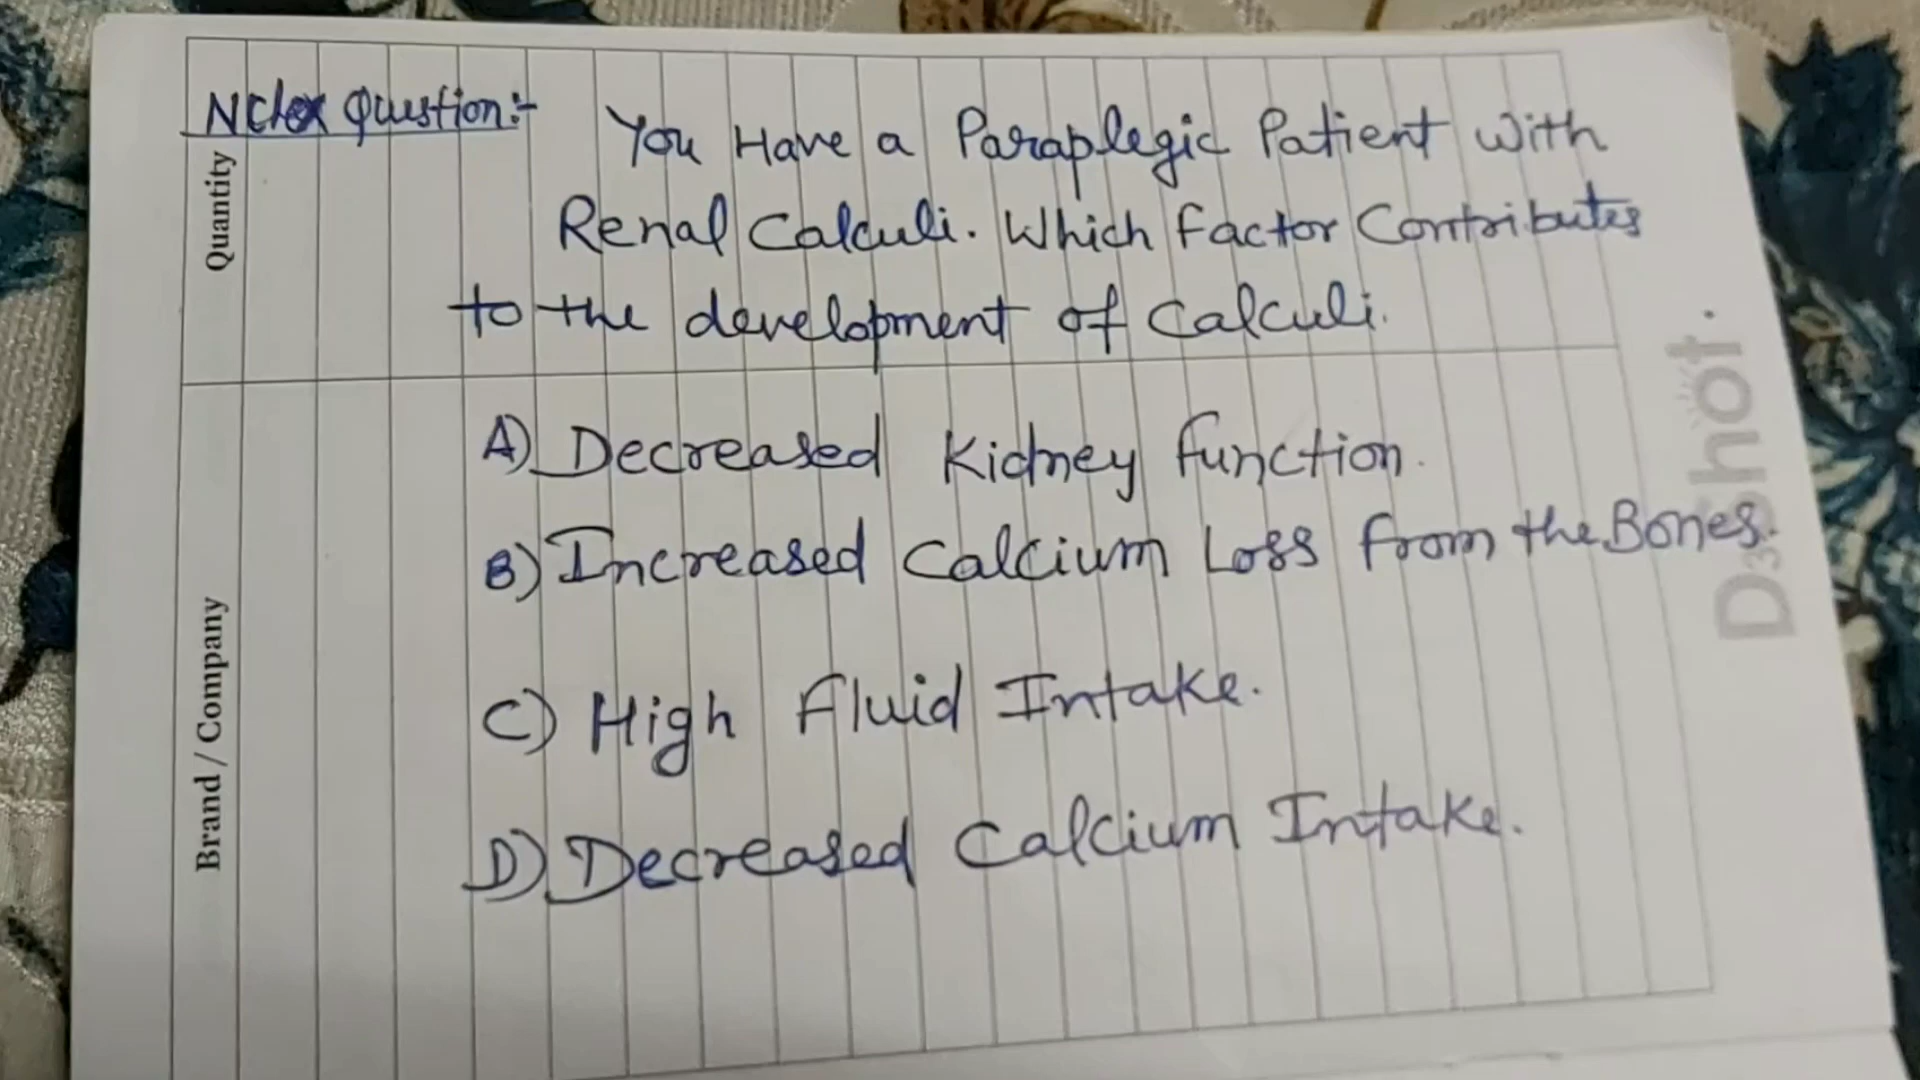 Nclex Question:-
You Have a Paraplegic Patient with
Renal Calculi. Which factor Contributes
to the development of Calculi.
A) Decreased Kidney function.
B) Increased Calcium Loss from the Bones.
C) High Fluid Intake.
D) Decreased Calcium Intake.
Quantity
Brand / Company